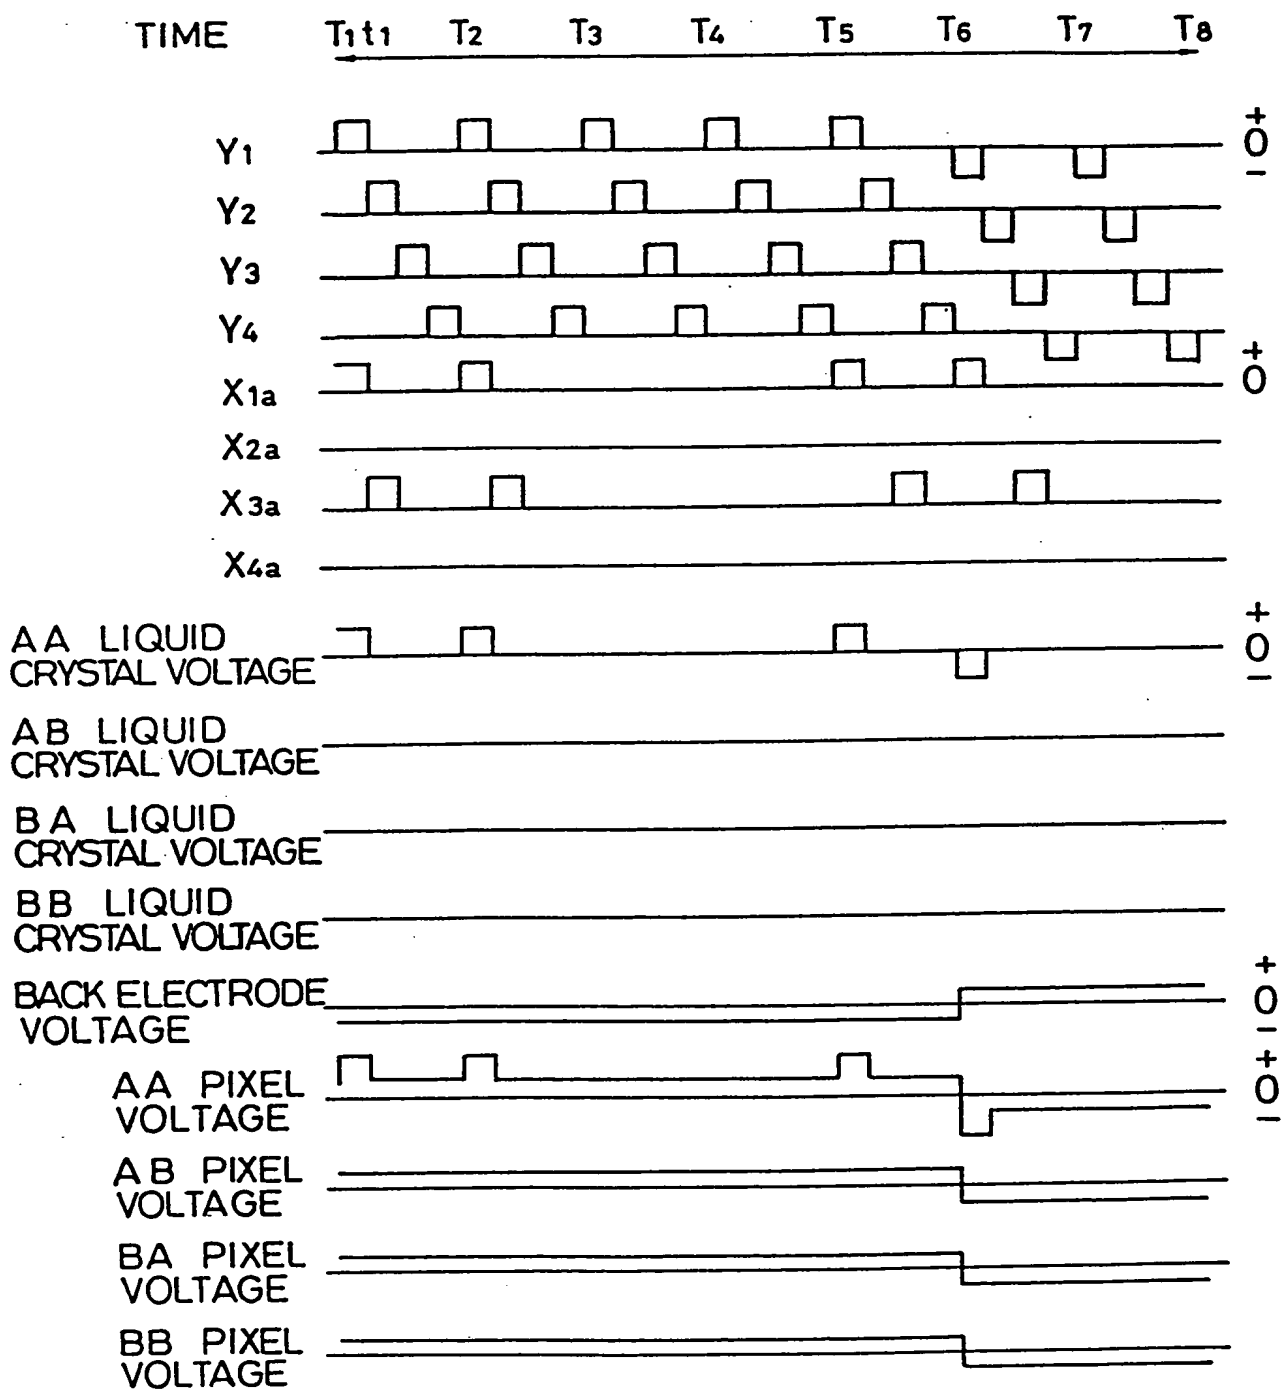 TIME T1 t1 T2 T3 T4 T5 T6 T7 T8
Y1 + 0 −
Y2
Y3
Y4
X1a + 0
X2a
X3a
X4a
AA LIQUID
CRYSTAL VOLTAGE + 0 −
AB LIQUID
CRYSTAL VOLTAGE
BA LIQUID
CRYSTAL VOLTAGE
BB LIQUID
CRYSTAL VOLTAGE
BACK ELECTRODE
VOLTAGE + 0 −
AA PIXEL
VOLTAGE + 0 −
AB PIXEL
VOLTAGE
BA PIXEL
VOLTAGE
BB PIXEL
VOLTAGE